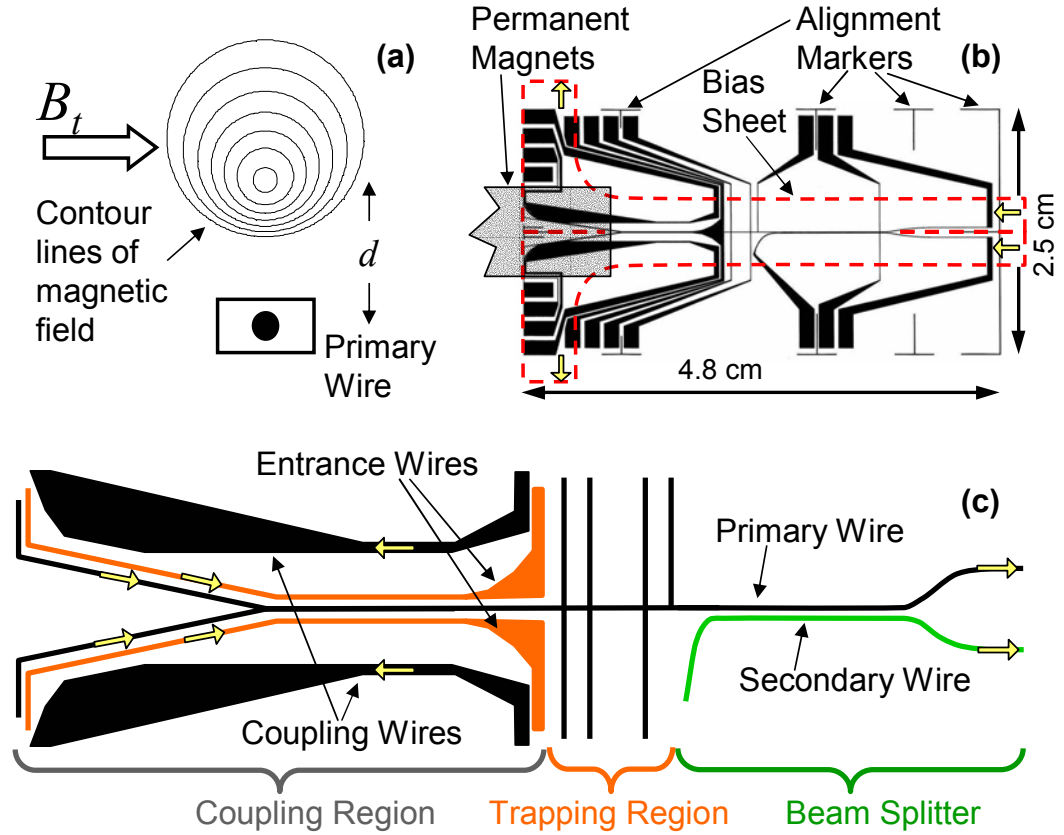 (a)
B_t
Contour
lines of
magnetic
field
d
Primary
Wire
Permanent
Magnets
Alignment
Markers
(b)
Bias
Sheet
2.5 cm
4.8 cm
(c)
Entrance Wires
Primary Wire
Coupling Wires
Secondary Wire
Coupling Region
Trapping Region
Beam Splitter